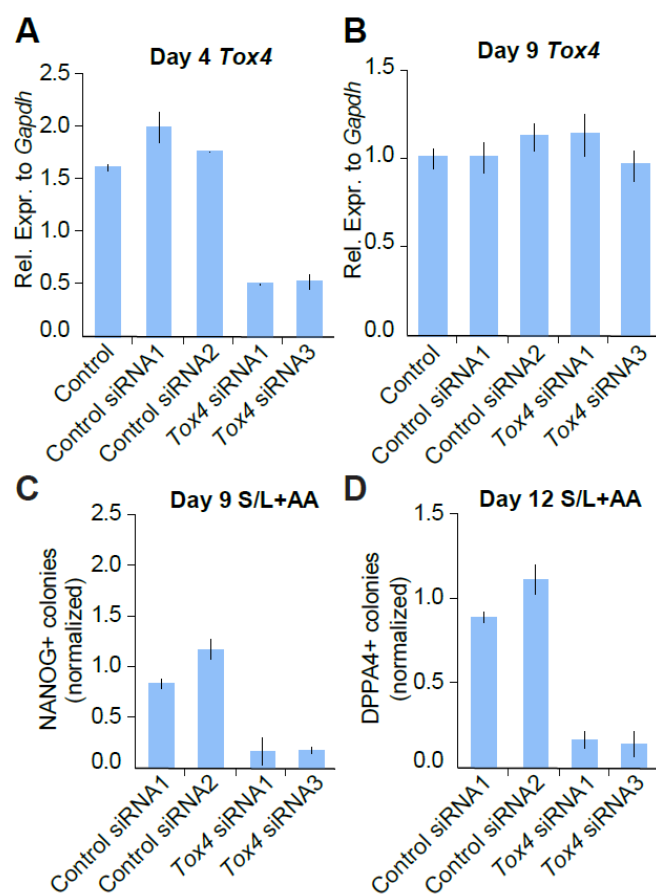 A
Day 4 Tox4
Rel. Expr. to Gapdh
2.5
2.0
1.5
1.0
0.5
0.0
Control
Control siRNA1
Control siRNA2
Tox4 siRNA1
Tox4 siRNA3
B
Day 9 Tox4
Rel. Expr. to Gapdh
1.5
1.0
0.5
0.0
Control
Control siRNA1
Control siRNA2
Tox4 siRNA1
Tox4 siRNA3
C
Day 9 S/L+AA
NANOG+ colonies
(normalized)
2.5
2.0
1.5
1.0
0.5
0.0
Control siRNA1
Control siRNA2
Tox4 siRNA1
Tox4 siRNA3
D
Day 12 S/L+AA
DPPA4+ colonies
(normalized)
1.5
1.0
0.5
0.0
Control siRNA1
Control siRNA2
Tox4 siRNA1
Tox4 siRNA3